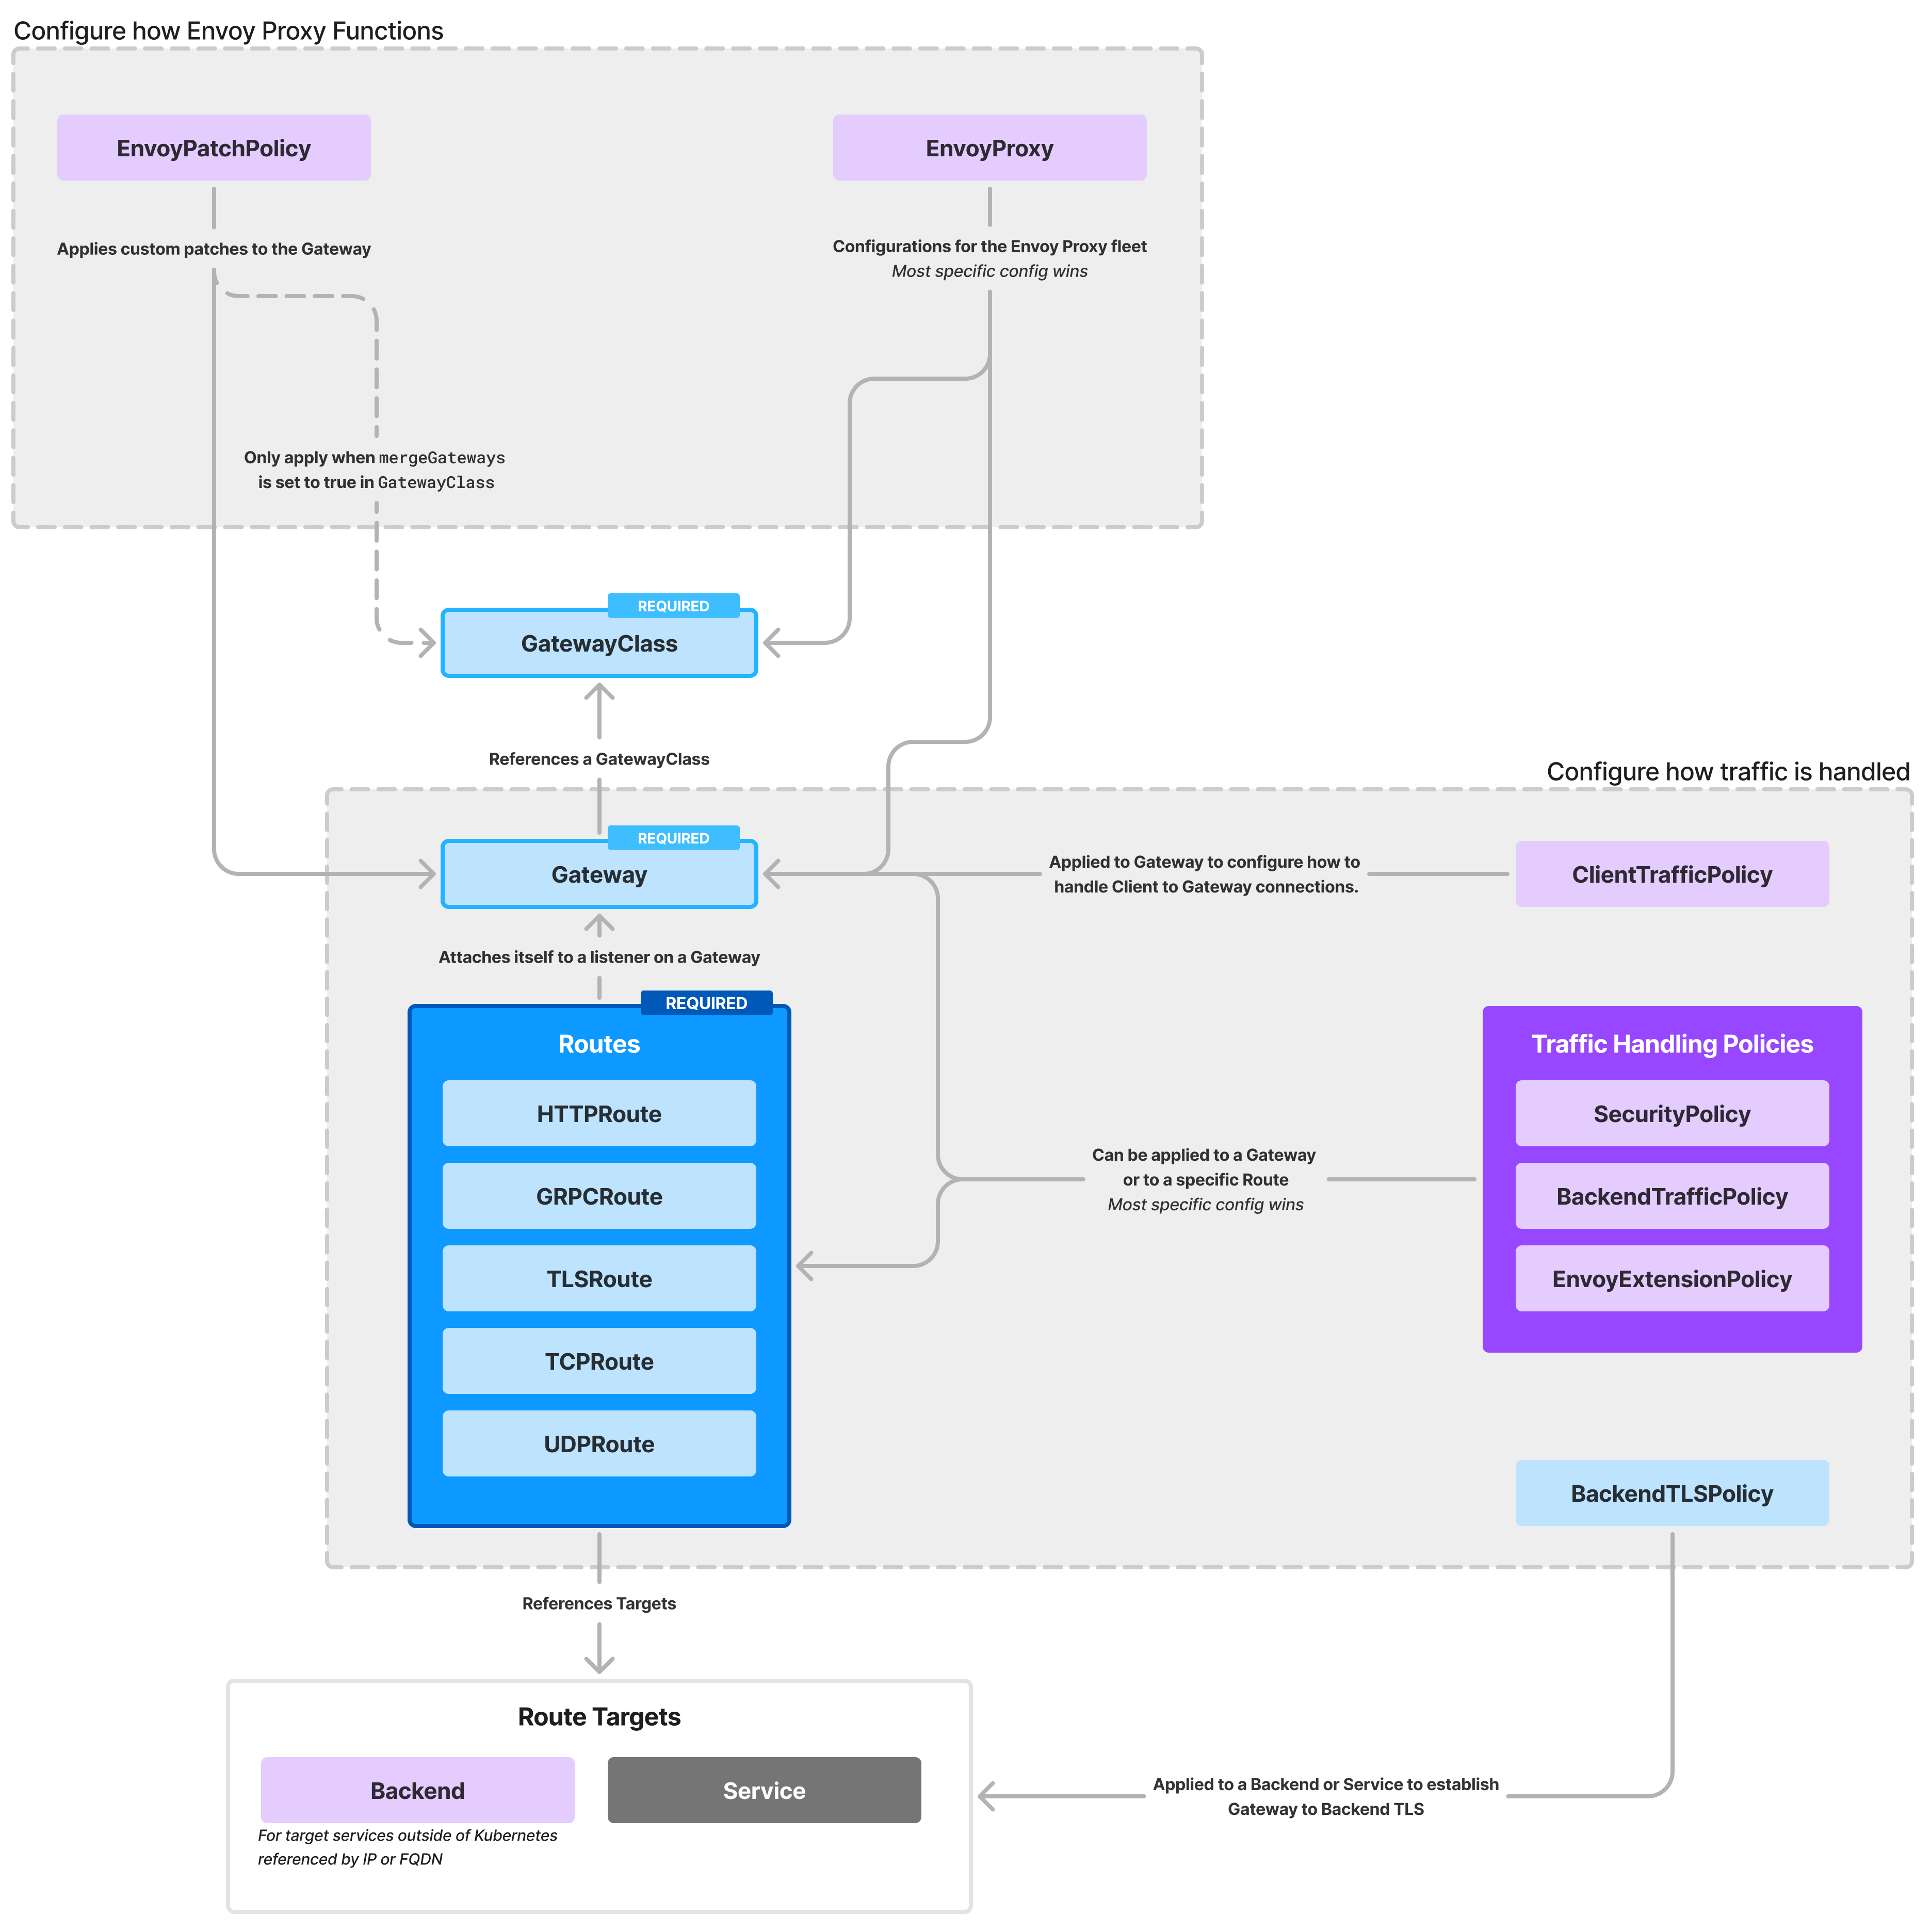 Configure how Envoy Proxy Functions
EnvoyPatchPolicy
EnvoyProxy
Applies custom patches to the Gateway
Configurations for the Envoy Proxy fleet
Most specific config wins
Only apply when mergeGateways
is set to true in GatewayClass
REQUIRED
GatewayClass
References a GatewayClass
Configure how traffic is handled
REQUIRED
Gateway
Applied to Gateway to configure how to
handle Client to Gateway connections.
ClientTrafficPolicy
Attaches itself to a listener on a Gateway
REQUIRED
Routes
HTTPRoute
GRPCRoute
TLSRoute
TCPRoute
UDPRoute
Can be applied to a Gateway
or to a specific Route
Most specific config wins
Traffic Handling Policies
SecurityPolicy
BackendTrafficPolicy
EnvoyExtensionPolicy
BackendTLSPolicy
References Targets
Route Targets
Backend
Service
For target services outside of Kubernetes
referenced by IP or FQDN
Applied to a Backend or Service to establish
Gateway to Backend TLS